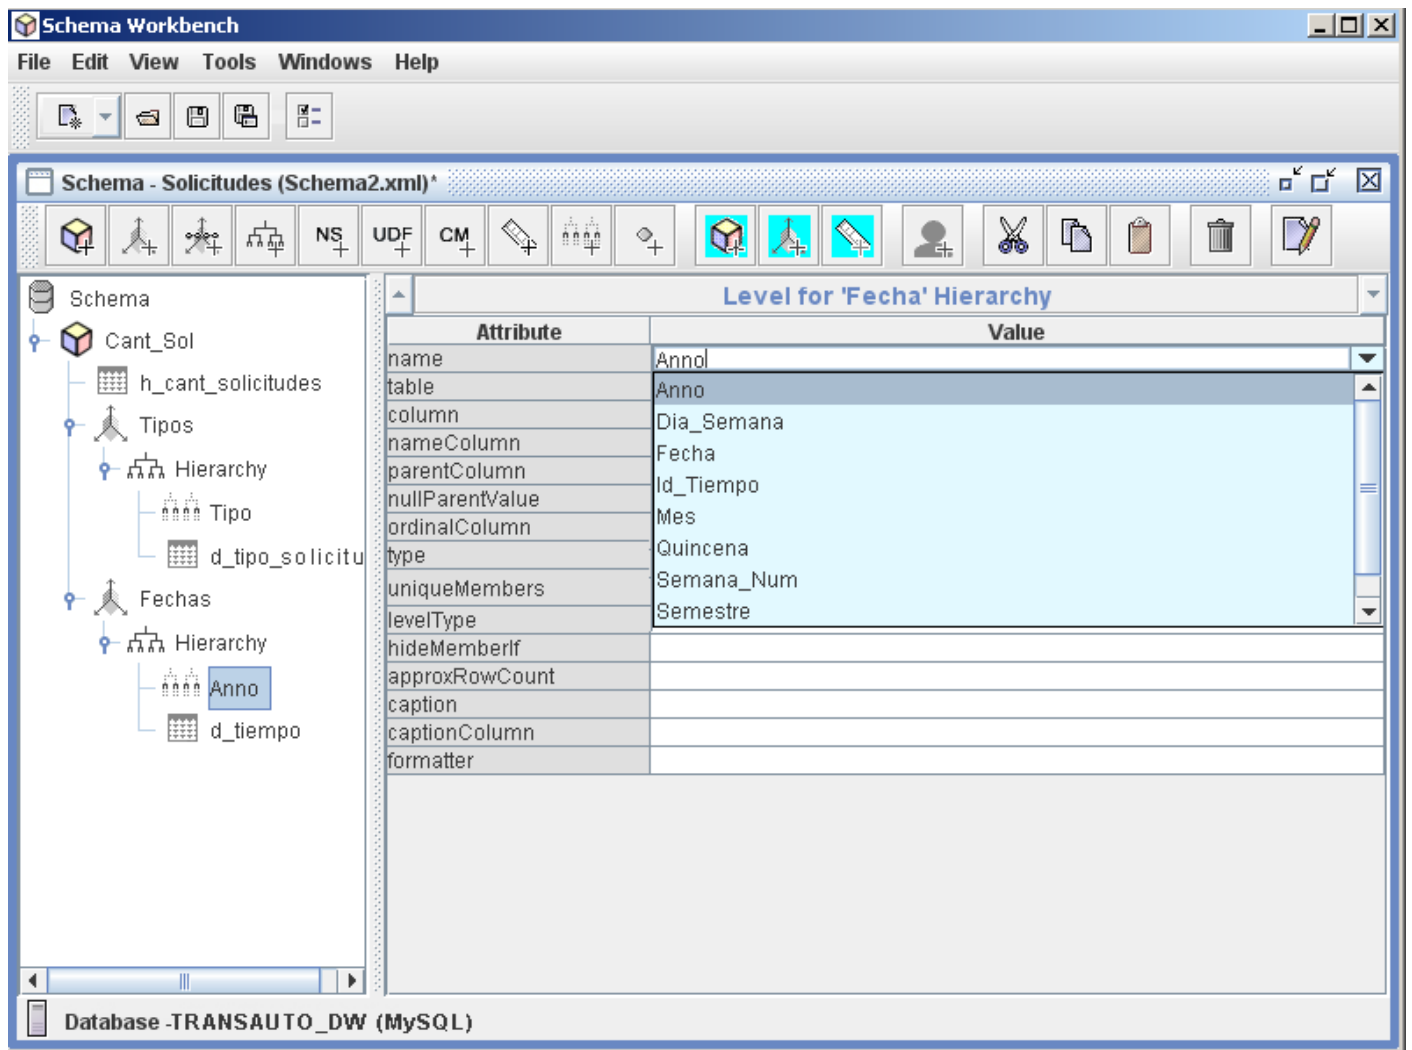 Schema Workbench
File Edit View Tools Windows Help
Schema - Solicitudes (Schema2.xml)*
NS UDF CM
Schema
Cant_Sol
h_cant_solicitudes
Tipos
Hierarchy
Tipo
d_tipo_solicitu
Fechas
Hierarchy
Anno
d_tiempo
Level for 'Fecha' Hierarchy
Attribute Value
name Anno
table
column
nameColumn
parentColumn
nullParentValue
ordinalColumn
type
uniqueMembers
levelType
hideMemberIf
approxRowCount
caption
captionColumn
formatter
Anno
Dia_Semana
Fecha
Id_Tiempo
Mes
Quincena
Semana_Num
Semestre
Database -TRANSAUTO_DW (MySQL)